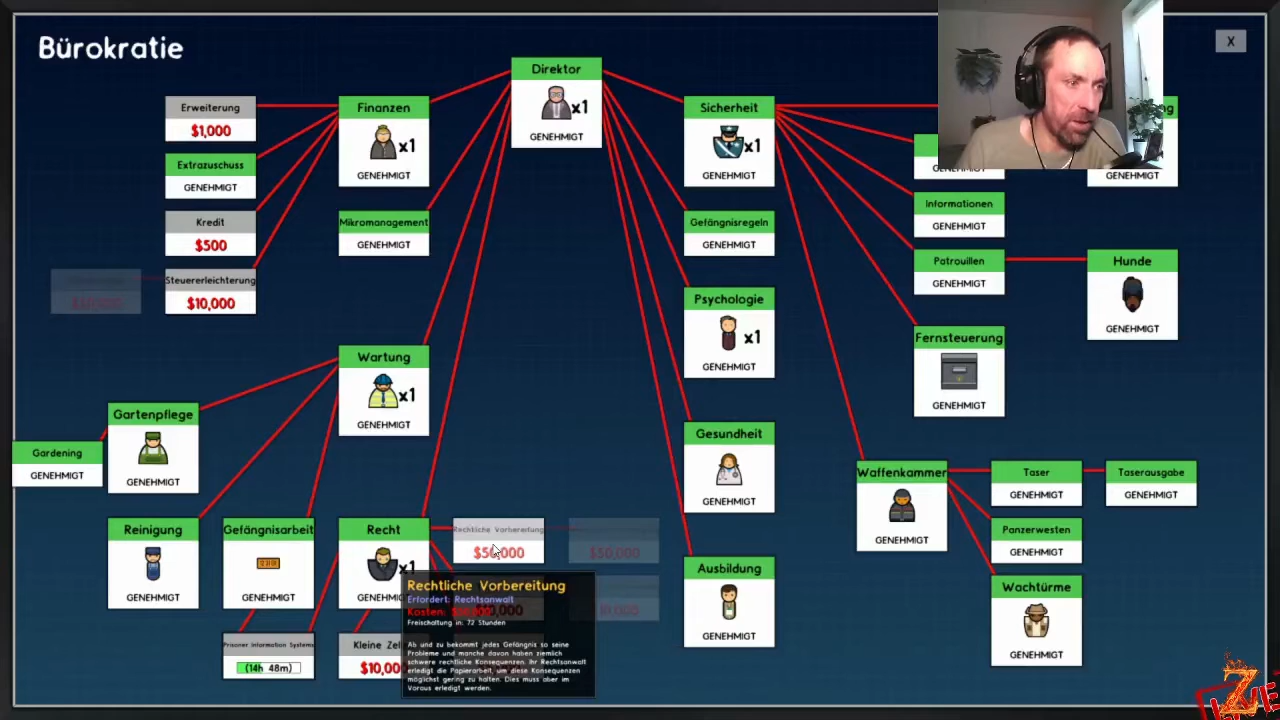 Bürokratie
X
Direktor
x1
GENEHMIGT
Erweiterung
$1,000
Finanzen
x1
GENEHMIGT
Sicherheit
x1
GENEHMIGT
Extrazuschuss
GENEHMIGT
Kredit
$500
Mikromanagement
GENEHMIGT
Gefängnisregeln
GENEHMIGT
Informationen
GENEHMIGT
Steuererleichterung
$10,000
Patrouillen
GENEHMIGT
Hunde
GENEHMIGT
Psychologie
x1
GENEHMIGT
Fernsteuerung
GENEHMIGT
Wartung
x1
GENEHMIGT
Gartenpflege
GENEHMIGT
Gardening
GENEHMIGT
Gesundheit
GENEHMIGT
Waffenkammer
GENEHMIGT
Taser
GENEHMIGT
Taserausgabe
GENEHMIGT
Panzerwesten
GENEHMIGT
Wachtürme
GENEHMIGT
Reinigung
GENEHMIGT
Gefängnisarbeit
GENEHMIGT
Recht
x1
GENEHMIGT
Rechtliche Vorbereitung
$50,000
$50,000
Ausbildung
GENEHMIGT
Prisoner Information Systems
(14h 48m)
Kleine Zel
$10,000
Rechtliche Vorbereitung
Erfordert: Rechtsanwalt
Kosten:
Freischaltung in: 72 Stunden
Ab und zu bekommt jedes Gefängnis so seine
Probleme und manche davon haben ziemlich
schwere rechtliche Konsequenzen. Ihr Rechtsanwalt
erledigt die Papierarbeit, um diese Konsequenzen
möglichst gering zu halten. Dies muss aber im
Voraus erledigt werden.